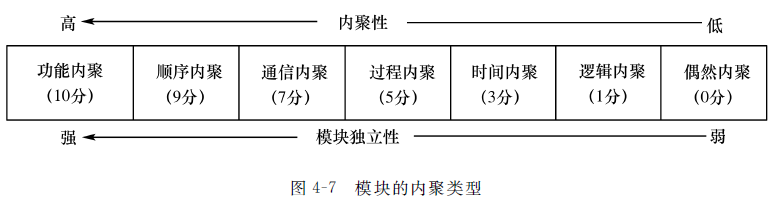 高 内聚性 低
功能内聚 顺序内聚 通信内聚 过程内聚 时间内聚 逻辑内聚 偶然内聚
(10分) (9分) (7分) (5分) (3分) (1分) (0分)
强 模块独立性 弱
图 4-7 模块的内聚类型